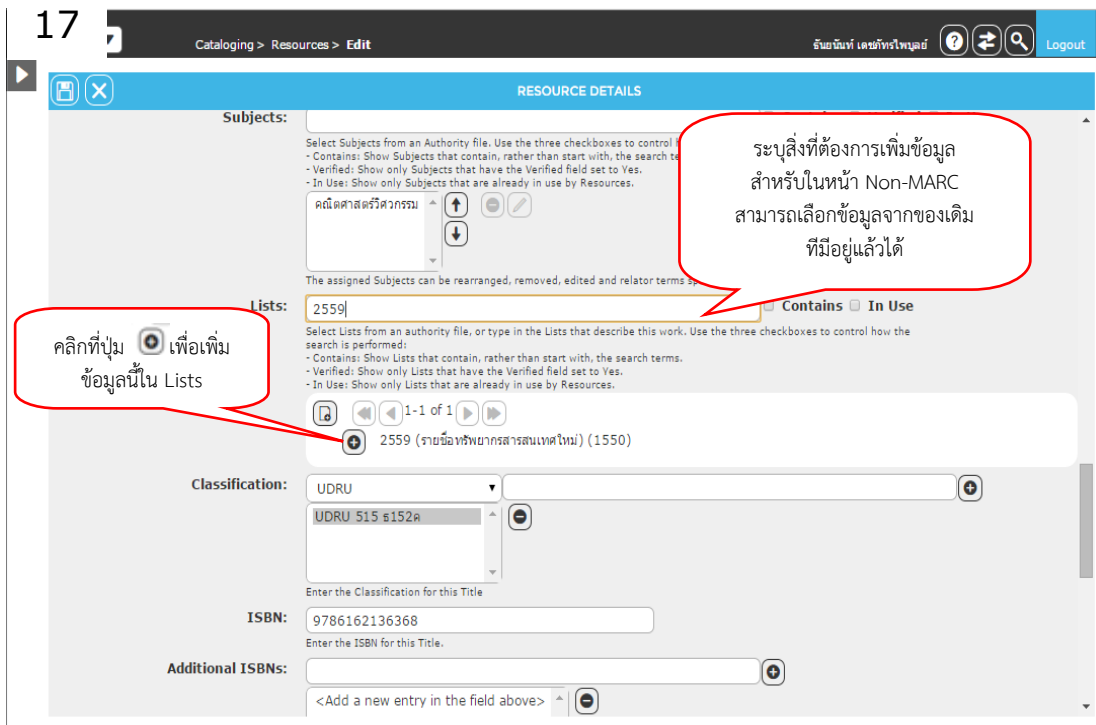 17
Cataloging > Resources > Edit
ธันยนันท์ เดชภัทรไพบูลย์
Logout
RESOURCE DETAILS
Subjects:
Select Subjects from an Authority file. Use the three checkboxes to control
- Contains: Show Subjects that contain, rather than start with, the search
- Verified: Show only Subjects that have the Verified field set to Yes.
- In Use: Show only Subjects that are already in use by Resources.
คณิตศาสตร์วิศวกรรม
The assigned Subjects can be rearranged, removed, edited and relator terms
ระบุสิ่งที่ต้องการเพิ่มข้อมูล
สำหรับในหน้า Non-MARC
สามารถเลือกข้อมูลจากของเดิม
ทีมีอยู่แล้วได้
Lists:
2559
Contains In Use
Select Lists from an authority file, or type in the Lists that describe this work. Use the three checkboxes to control how the
search is performed:
- Contains: Show Lists that contain, rather than start with, the search terms.
- Verified: Show only Lists that have the Verified field set to Yes.
- In Use: Show only Lists that are already in use by Resources.
คลิกที่ปุ่ม เพื่อเพิ่ม
ข้อมูลนี้ใน Lists
1-1 of 1
2559 (รายชื่อทรัพยากรสารสนเทศใหม่) (1550)
Classification:
UDRU
UDRU 515 ธ152ค
Enter the Classification for this Title
ISBN:
9786162136368
Enter the ISBN for this Title.
Additional ISBNs:
<Add a new entry in the field above>